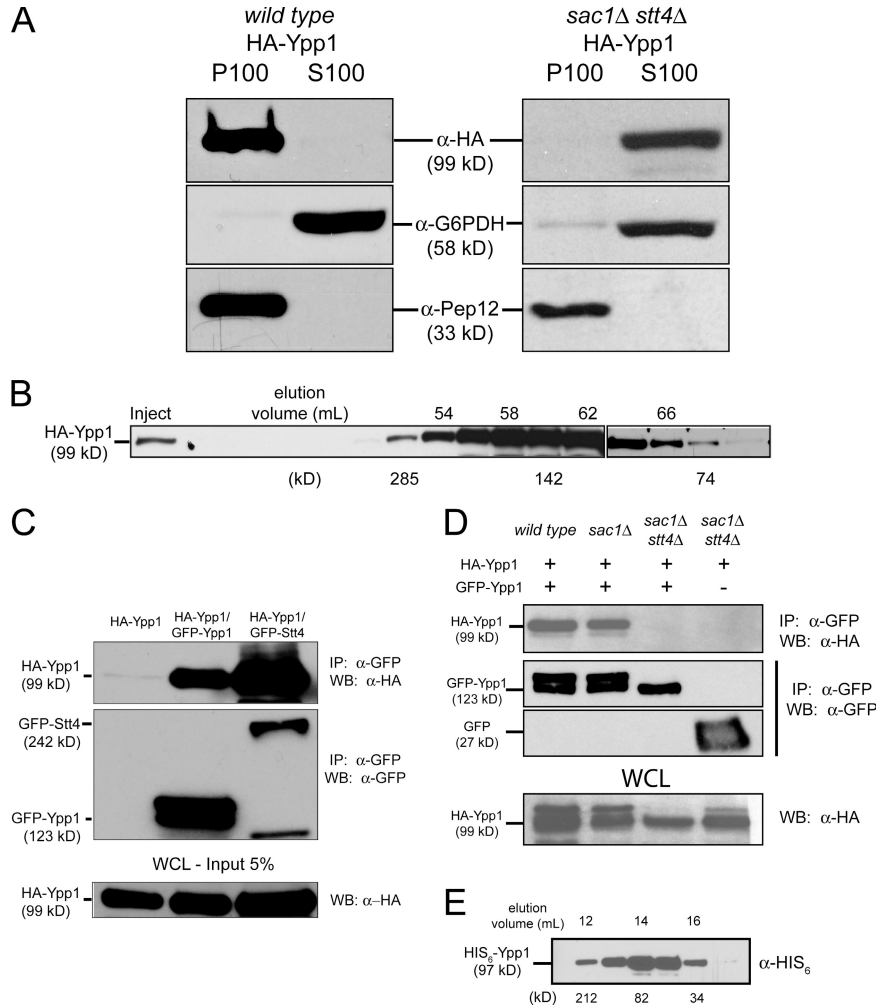 A
wild type
HA-Ypp1
P100 S100
sac1Δ stt4Δ
HA-Ypp1
P100 S100
α-HA
(99 kD)
α-G6PDH
(58 kD)
α-Pep12
(33 kD)
B
Inject
elution
volume (mL)
54 58 62 66
HA-Ypp1
(99 kD)
(kD) 285 142 74
C
HA-Ypp1
HA-Ypp1/
GFP-Ypp1
HA-Ypp1/
GFP-Stt4
HA-Ypp1
(99 kD)
IP: α-GFP
WB: α-HA
GFP-Stt4
(242 kD)
IP: α-GFP
WB: α-GFP
GFP-Ypp1
(123 kD)
WCL - Input 5%
HA-Ypp1
(99 kD)
WB: α-HA
D
wild type
sac1Δ
sac1Δ
stt4Δ
sac1Δ
stt4Δ
HA-Ypp1 + + + +
GFP-Ypp1 + + + -
HA-Ypp1
(99 kD)
IP: α-GFP
WB: α-HA
GFP-Ypp1
(123 kD)
IP: α-GFP
WB: α-GFP
GFP
(27 kD)
WCL
HA-Ypp1
(99 kD)
WB: α-HA
E
elution
volume (mL)
12 14 16
HIS6-Ypp1
(97 kD)
α-HIS6
(kD) 212 82 34